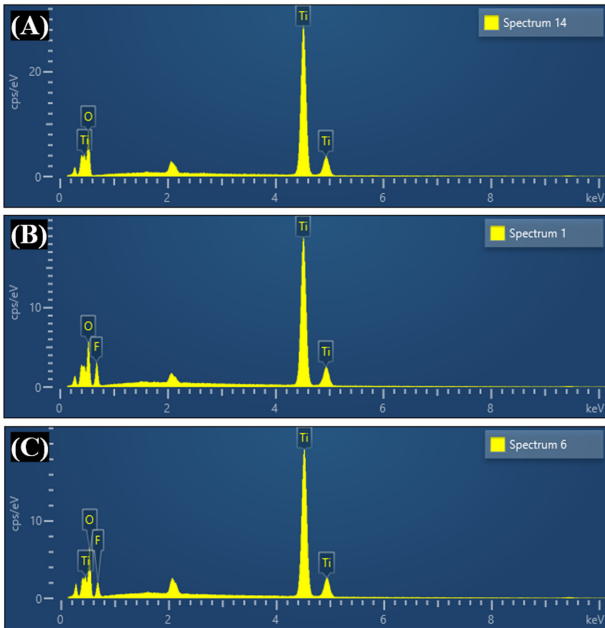 (A)
Ti
Spectrum 14
cps/eV
20
O
Ti
Ti
0
0
2
4
6
8
keV
(B)
Ti
Spectrum 1
cps/eV
10
O
F
Ti
0
0
2
4
6
8
keV
(C)
Ti
Spectrum 6
cps/eV
10
O
F
Ti
Ti
0
0
2
4
6
8
keV